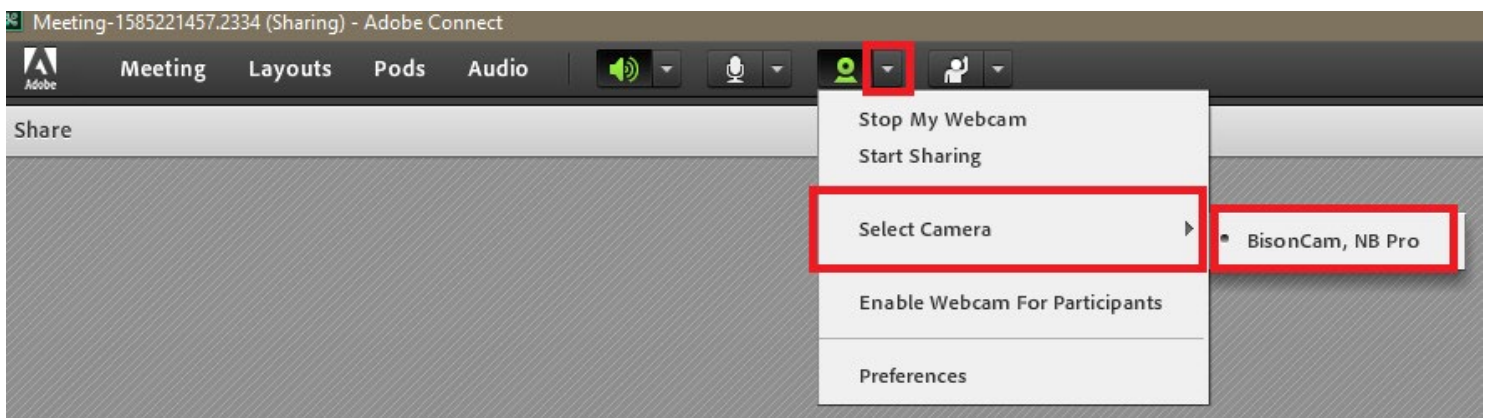 Meeting-1585221457.2334 (Sharing) - Adobe Connect
Adobe
Meeting Layouts Pods Audio
Share
Stop My Webcam
Start Sharing
Select Camera
BisonCam, NB Pro
Enable Webcam For Participants
Preferences